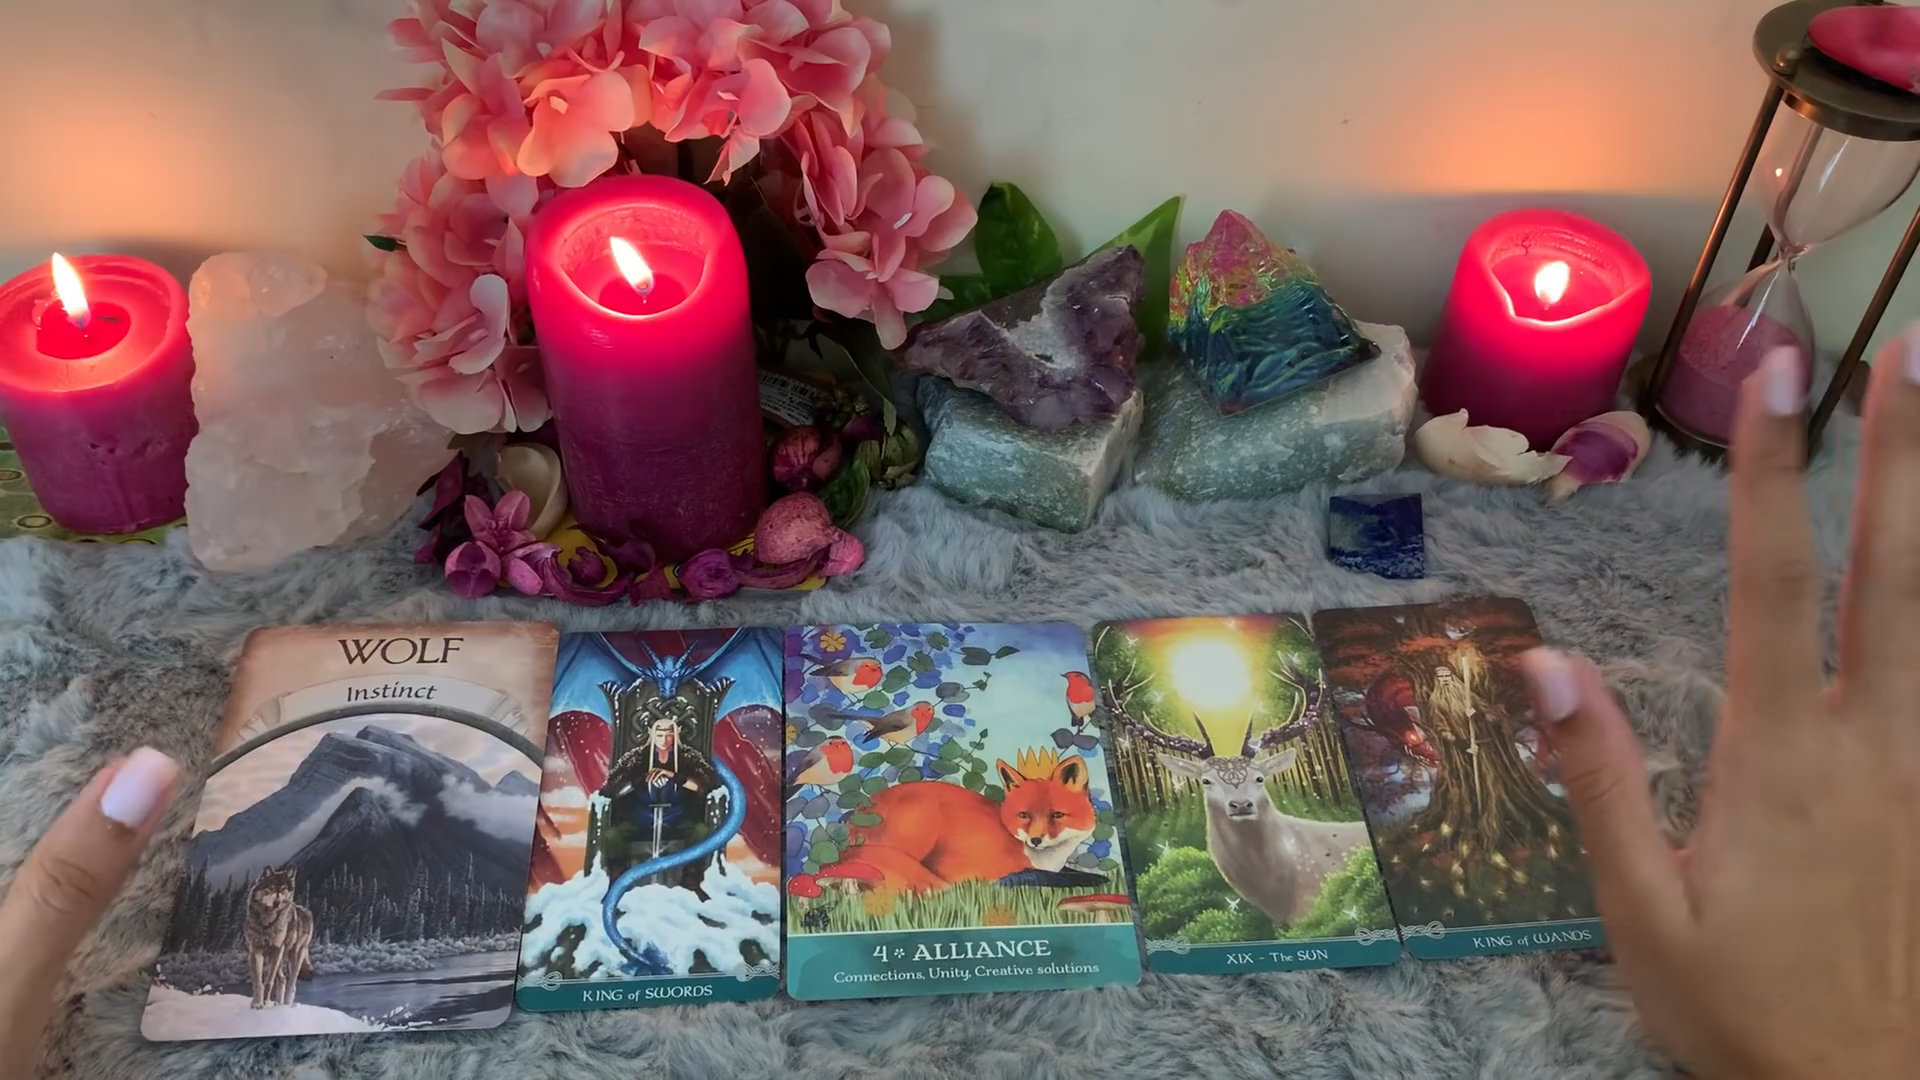 WOLF
Instinct
KING of SWORDS
4 * ALLIANCE
Connections, Unity, Creative solutions
XIX - The SUN
KING of WANDS